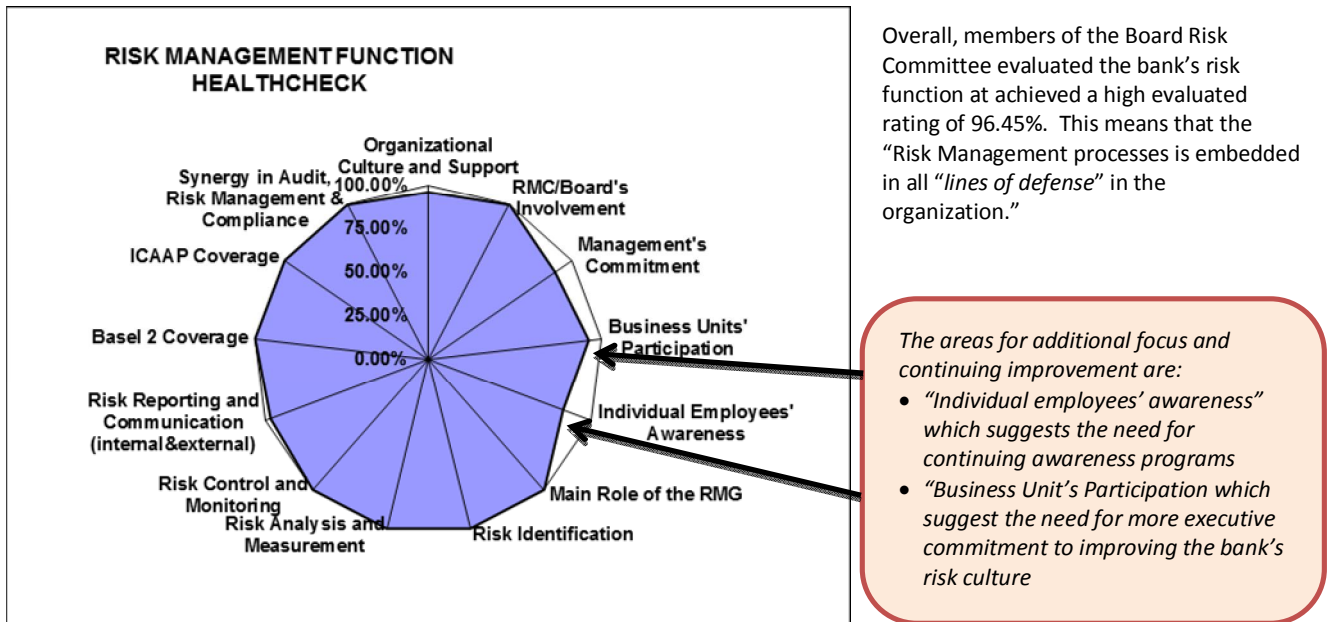 RISK MANAGEMENT FUNCTION
HEALTHCHECK
Organizational
Culture and Support
RMC/Board's
Involvement
Management's
Commitment
Business Units'
Participation
Individual Employees'
Awareness
Main Role of the RMG
Risk Identification
Risk Analysis and
Measurement
Risk Control and
Monitoring
Risk Reporting and
Communication
(internal&external)
Basel 2 Coverage
ICAAP Coverage
Synergy in Audit,
Risk Management &
Compliance
100.00%
75.00%
50.00%
25.00%
0.00%
Overall, members of the Board Risk
Committee evaluated the bank’s risk
function at achieved a high evaluated
rating of 96.45%.  This means that the
“Risk Management processes is embedded
in all “lines of defense” in the
organization.”
The areas for additional focus and
continuing improvement are:
• “Individual employees’ awareness”
which suggests the need for
continuing awareness programs
• “Business Unit’s Participation which
suggest the need for more executive
commitment to improving the bank’s
risk culture